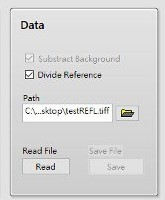 Data
Substract Background
Divide Reference
Path
C:\...sktop\testREFL.tiff
Read File Save File
Read Save